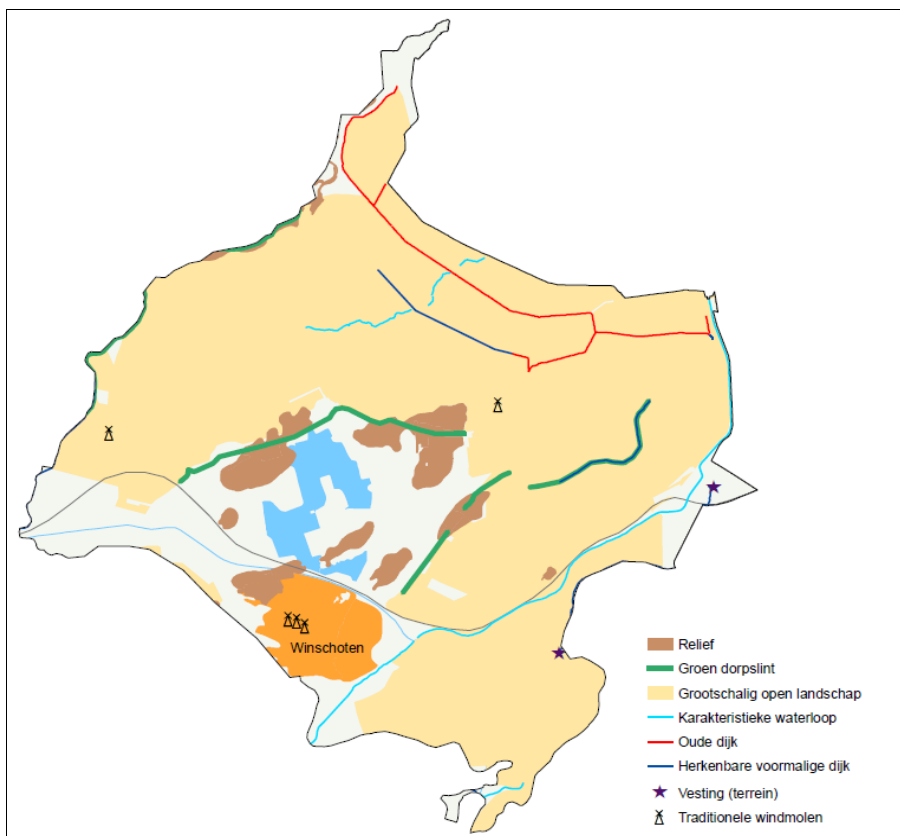 Winschoten
Relief
Groen dorpslint
Grootschalig open landschap
Karakteristieke waterloop
Oude dijk
Herkenbare voormalige dijk
Vesting (terrein)
Traditionele windmolen